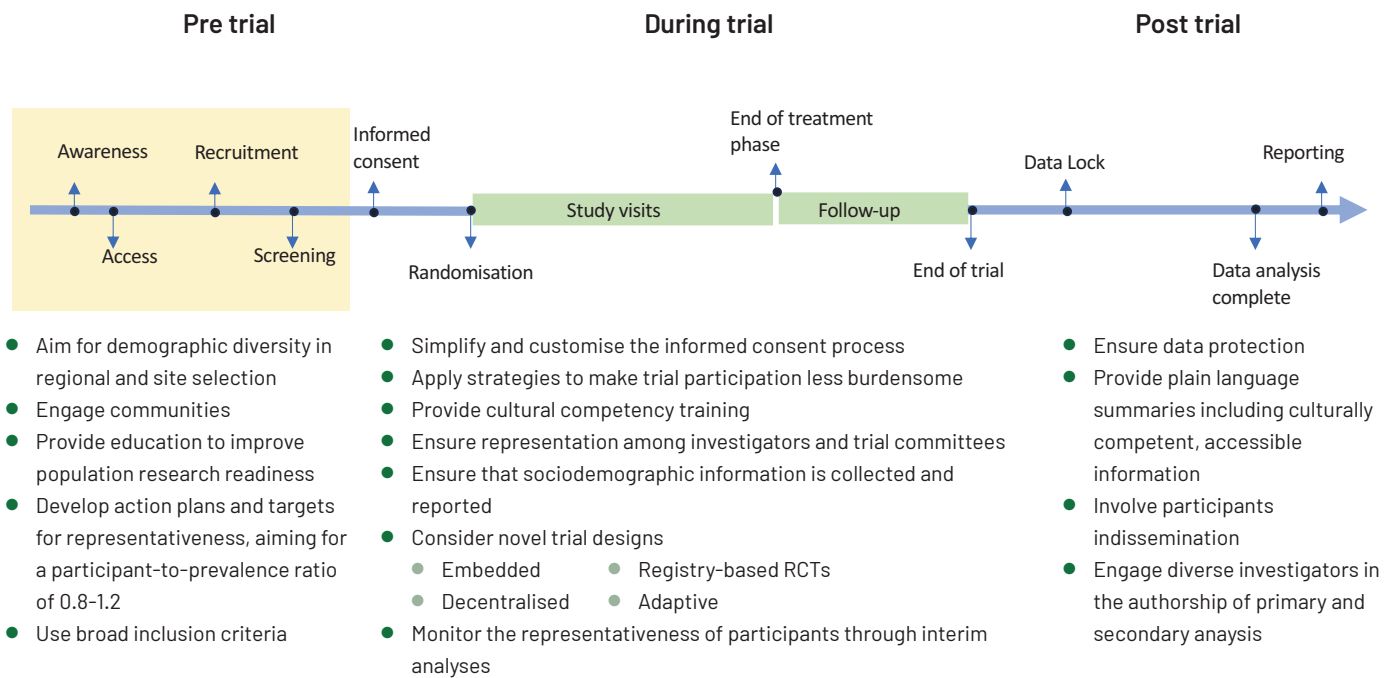 Pre trial
During trial
Post trial
Awareness
Recruitment
Informed
consent
End of treatment
phase
Data Lock
Reporting
Study visits
Follow-up
Access
Screening
Randomisation
End of trial
Data analysis
complete
Aim for demographic diversity in
regional and site selection
Engage communities
Provide education to improve
population research readiness
Develop action plans and targets
for representativeness, aiming for
a participant-to-prevalence ratio
of 0.8-1.2
Use broad inclusion criteria
Simplify and customise the informed consent process
Apply strategies to make trial participation less burdensome
Provide cultural competency training
Ensure representation among investigators and trial committees
Ensure that sociodemographic information is collected and
reported
Consider novel trial designs
Embedded
Registry-based RCTs
Decentralised
Adaptive
Monitor the representativeness of participants through interim
analyses
Ensure data protection
Provide plain language
summaries including culturally
competent, accessible
information
Involve participants
indissemination
Engage diverse investigators in
the authorship of primary and
secondary anaysis